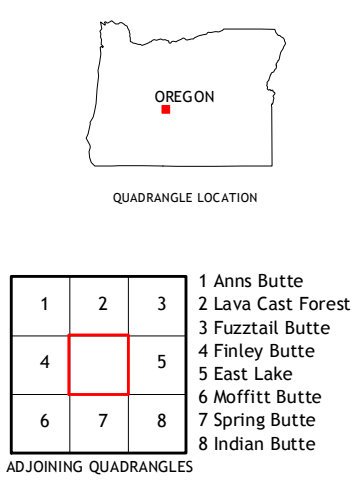 OREGON
QUADRANGLE LOCATION
1 2 3
4 5
6 7 8
1 Anns Butte
2 Lava Cast Forest
3 Fuzztail Butte
4 Finley Butte
5 East Lake
6 Moffitt Butte
7 Spring Butte
8 Indian Butte
ADJOINING QUADRANGLES